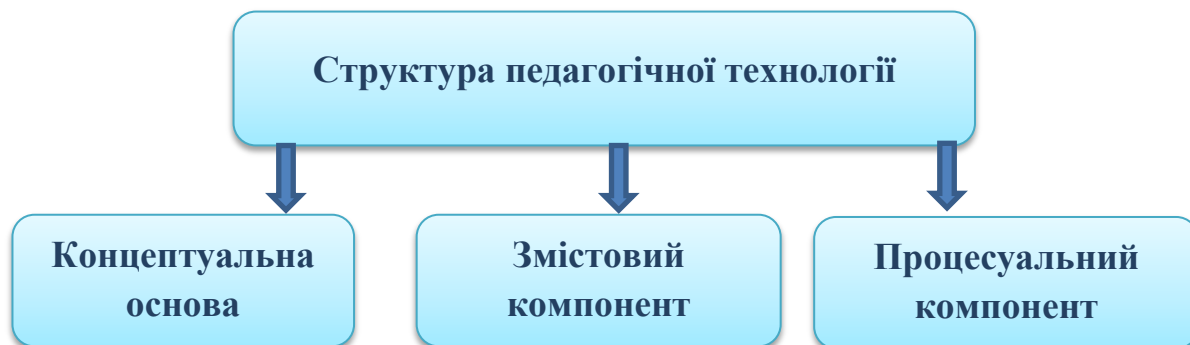 Структура педагогічної технології
Концептуальна
основа
Змістовий
компонент
Процесуальний
компонент